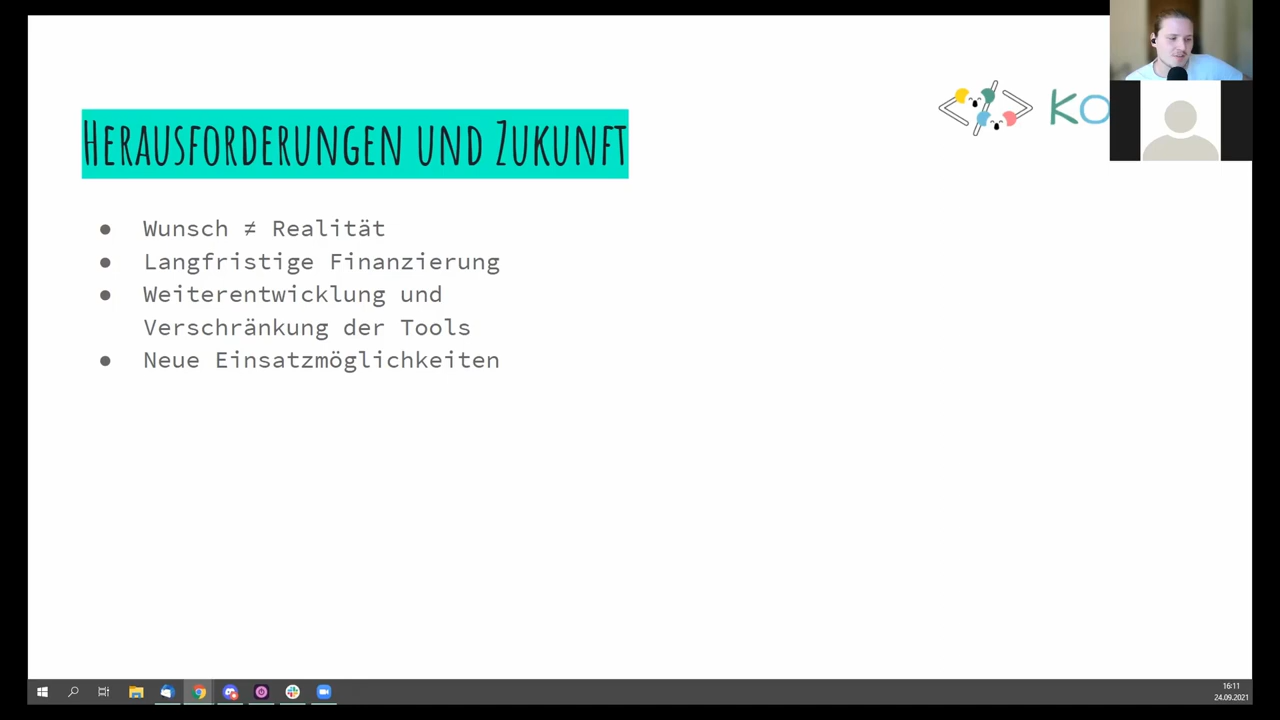 Herausforderungen und Zukunft
● Wunsch ≠ Realität
● Langfristige Finanzierung
● Weiterentwicklung und
Verschränkung der Tools
● Neue Einsatzmöglichkeiten
16:11
24.09.2021